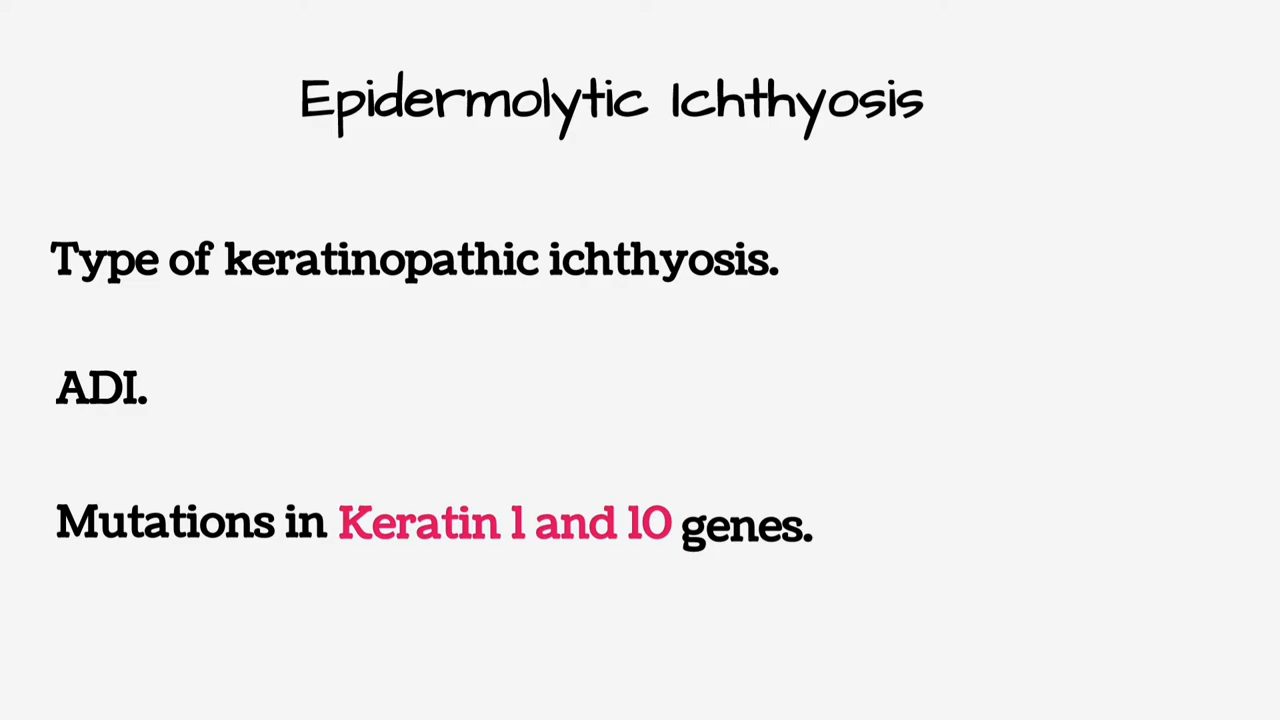 Epidermolytic Ichthyosis
Type of keratinopathic ichthyosis.
ADI.
Mutations in Keratin 1 and 10 genes.